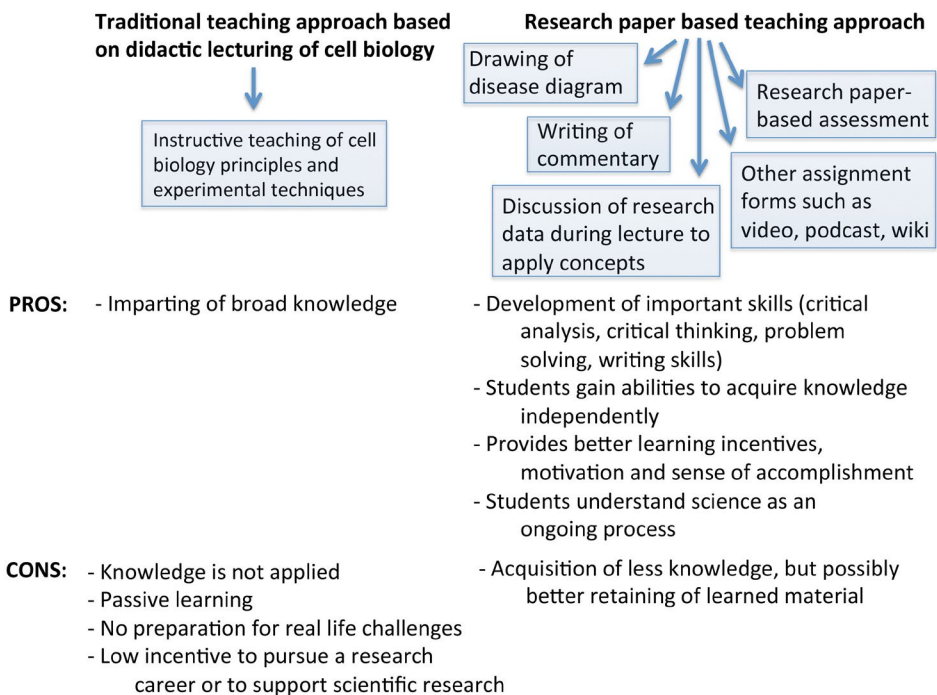 Traditional teaching approach based
on didactic lecturing of cell biology
Instructive teaching of cell
biology principles and
experimental techniques
Research paper based teaching approach
Drawing of
disease diagram
Writing of
commentary
Discussion of research
data during lecture to
apply concepts
Other assignment
forms such as
video, podcast, wiki
Research paper-
based assessment
PROS:
- Imparting of broad knowledge
- Development of important skills (critical
analysis, critical thinking, problem
solving, writing skills)
- Students gain abilities to acquire knowledge
independently
- Provides better learning incentives,
motivation and sense of accomplishment
- Students understand science as an
ongoing process
CONS:
- Knowledge is not applied
- Passive learning
- No preparation for real life challenges
- Low incentive to pursue a research
career or to support scientific research
- Acquisition of less knowledge, but possibly
better retaining of learned material